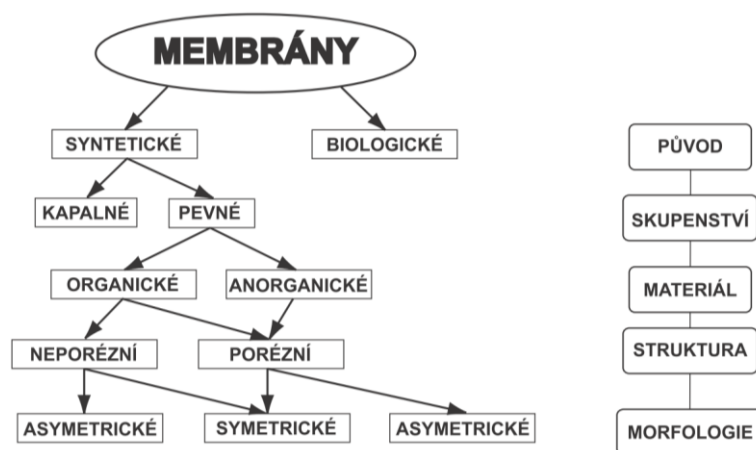 MEMBRÁNY
SYNTETICKÉ
BIOLOGICKÉ
PŮVOD
KAPALNÉ
PEVNÉ
SKUPENSTVÍ
ORGANICKÉ
ANORGANICKÉ
MATERIÁL
NEPORÉZNÍ
PORÉZNÍ
STRUKTURA
ASYMETRICKÉ
SYMETRICKÉ
ASYMETRICKÉ
MORFOLOGIE